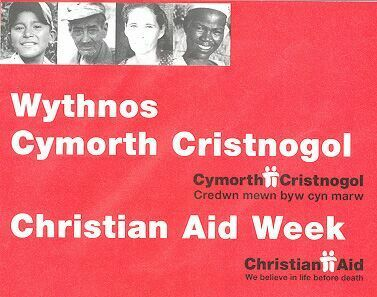 Wythnos
Cymorth Cristnogol
Cymorth Cristnogol
Credwn mewn byw cyn marw
Christian Aid Week
Christian Aid
We believe in life before death